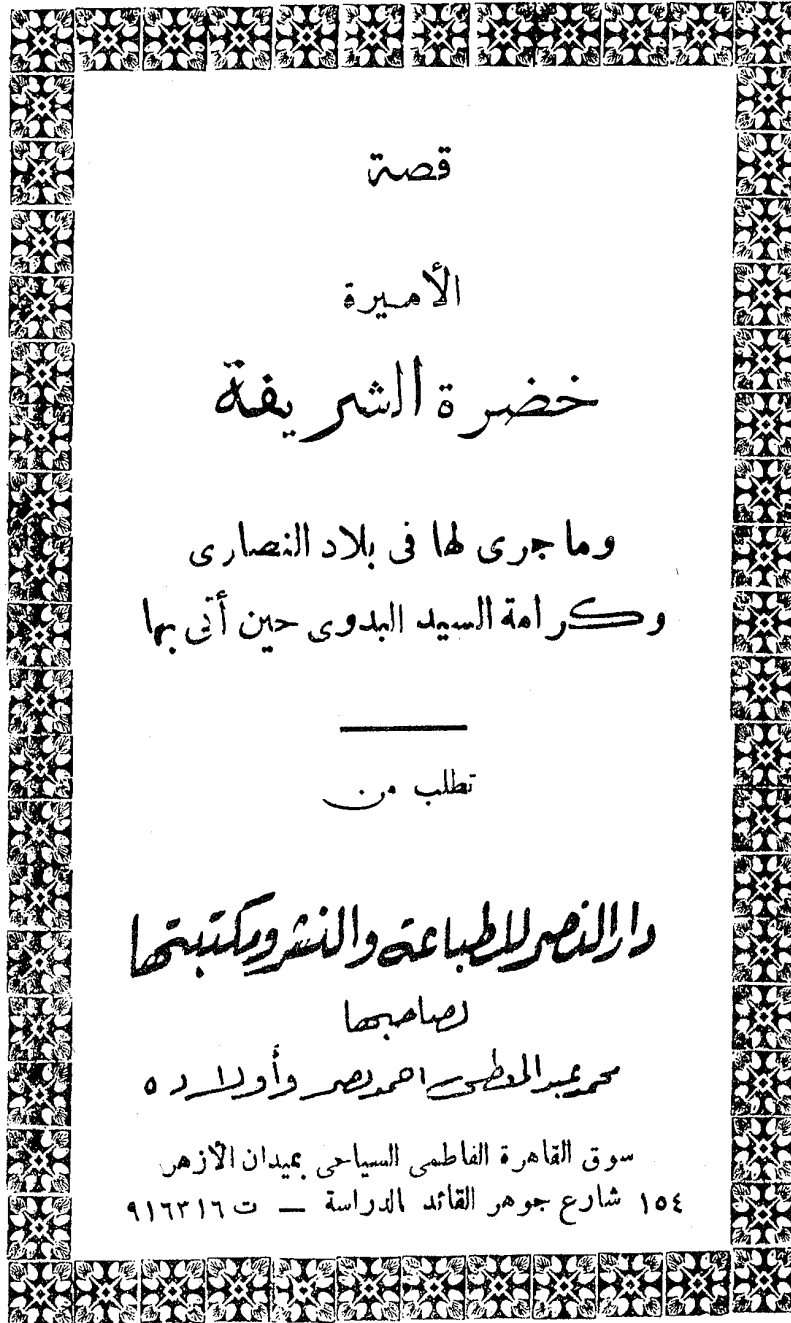 قصة
الأميرة
خضرة الشريفة
وما جرى لها فى بلاد النصارى
وكرامة السيد البدوى حين أتى بها
تطلب من
دار النصر للطباعة والنشر ومكتبتها
لصاحبها
محمد عبد المعطى احمد نصر وأولاده
سوق القاهرة الفاطمى السياحى بميدان الأزهر
١٥٤ شارع جوهر القائد بالدراسة — ت ٩١٦٣١٦